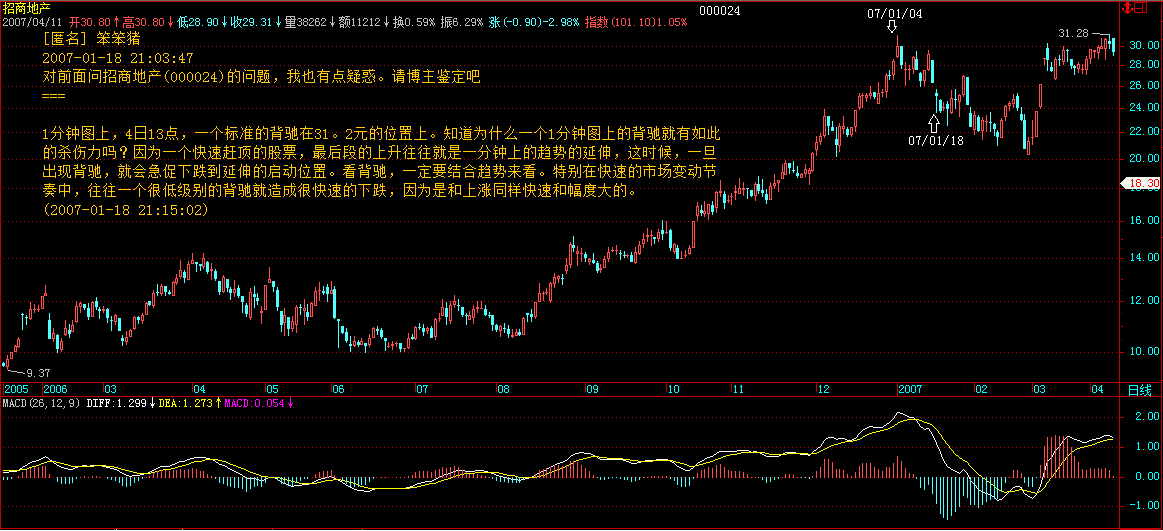 招商地产
2007/04/11 开30.80↑高30.80↓低28.90↓收29.31↓量38262↓额11212↓换0.59% 振6.29% 涨(-0.90)-2.98% 指数(101.10)1.05%
000024
[匿名] 笨笨猪
2007-01-18 21:03:47
对前面问招商地产(000024)的问题，我也有点疑惑。请博主鉴定吧
===
1分钟图上，4日13点，一个标准的背驰在31。2元的位置上。知道为什么一个1分钟图上的背驰就有如此
的杀伤力吗？因为一个快速赶顶的股票，最后段的上升往往就是一分钟上的趋势的延伸，这时候，一旦
出现背驰，就会急促下跌到延伸的启动位置。看背驰，一定要结合趋势来看。特别在快速的市场变动节
奏中，往往一个很低级别的背驰就造成很快速的下跌，因为是和上涨同样快速和幅度大的。
(2007-01-18 21:15:02)
07/01/04
31.28
07/01/18
9.37
30.00
28.00
26.00
24.00
22.00
20.00
18.30
16.00
14.00
12.00
10.00
2005 2006 03 04 05 06 07 08 09 10 11 12 2007 02 03 04 日线
MACD(26,12,9) DIFF:1.299↓DEA:1.273↑MACD:0.054↓
2.00
1.00
0.00
-1.00